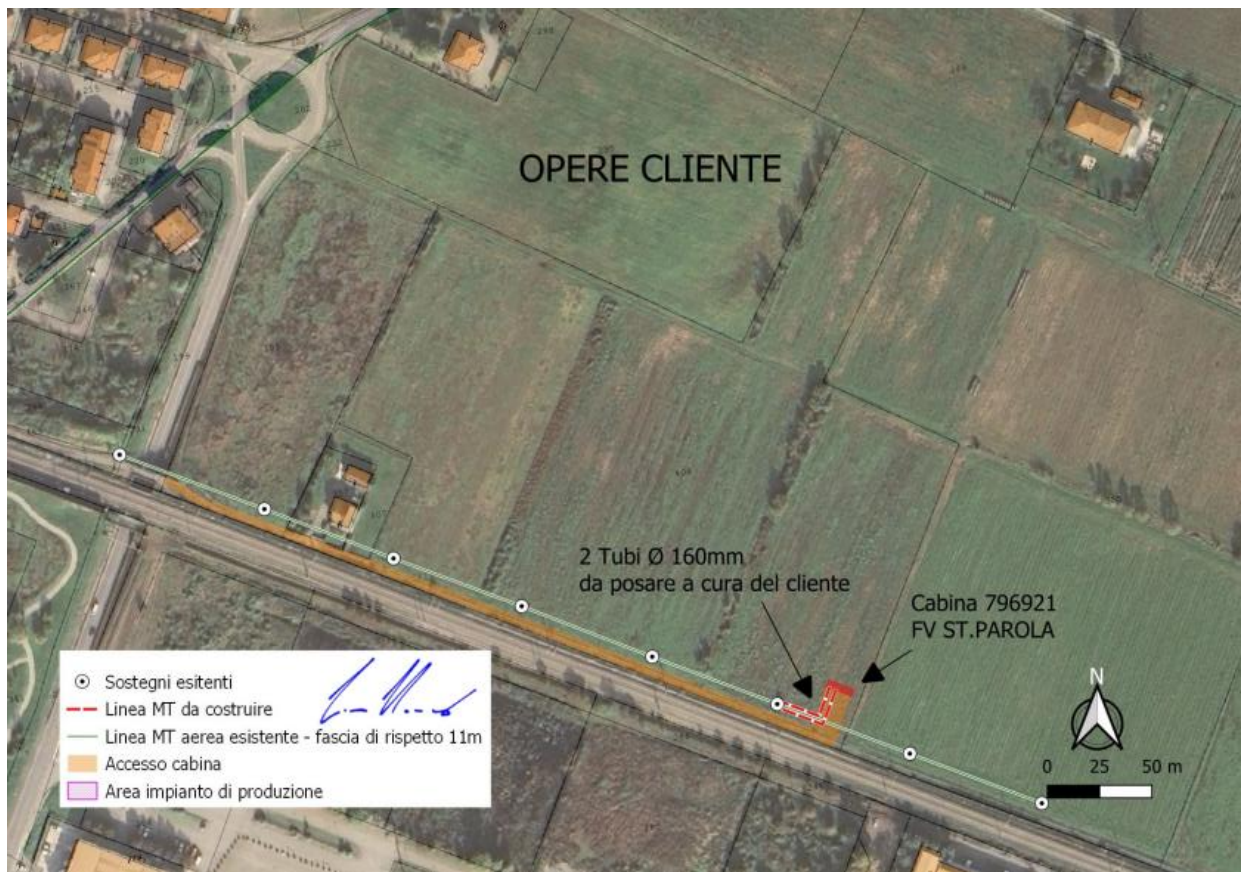 OPERE CLIENTE
2 Tubi Ø 160mm
da posare a cura del cliente
Cabina 796921
FV ST.PAROLA
N
0 25 50 m
Sostegni esitenti
Linea MT da costruire
Linea MT aerea esistente - fascia di rispetto 11m
Accesso cabina
Area impianto di produzione